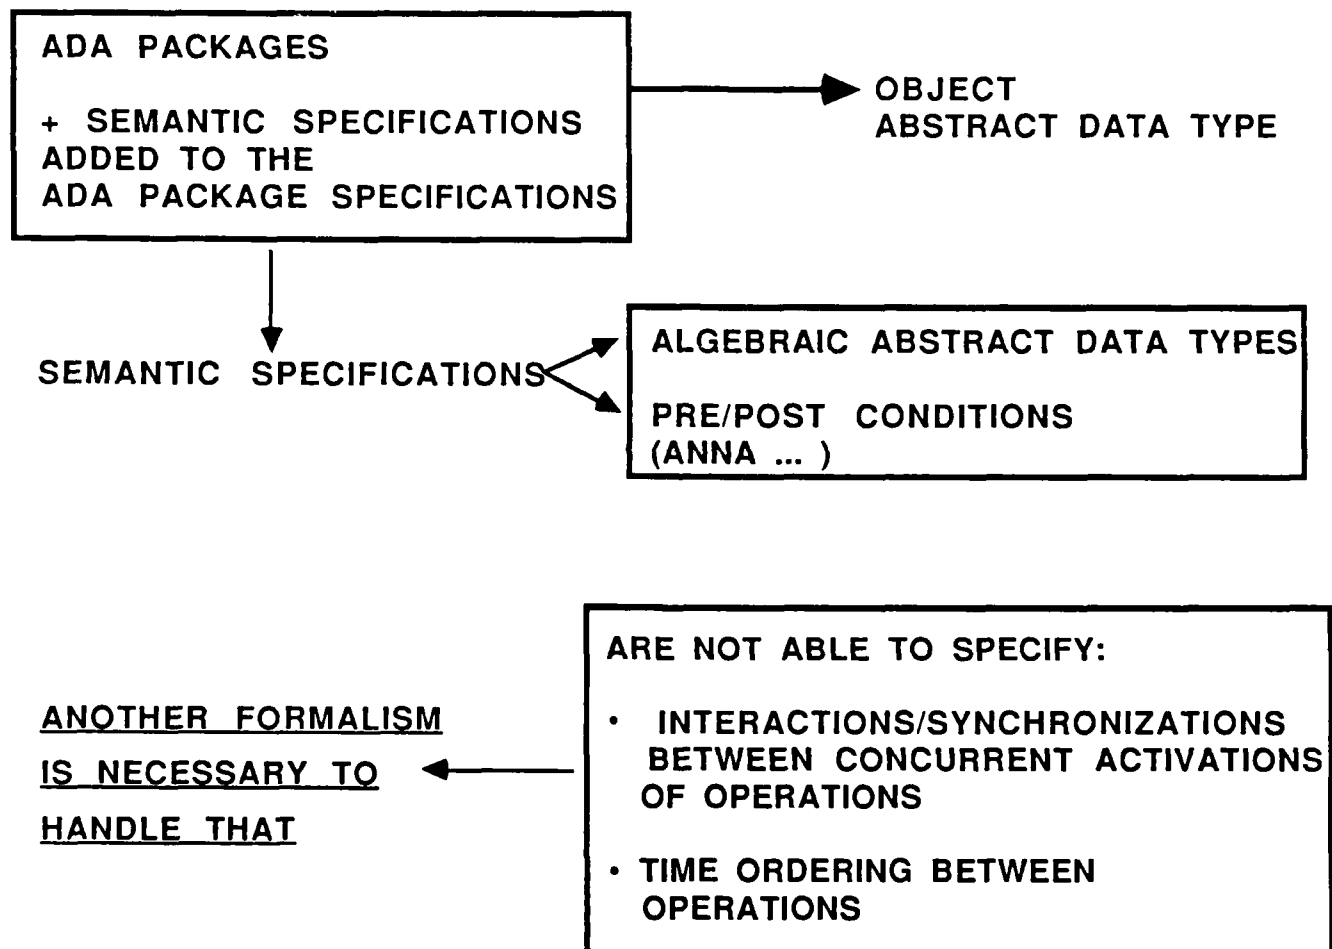 ADA PACKAGES
+ SEMANTIC SPECIFICATIONS
ADDED TO THE
ADA PACKAGE SPECIFICATIONS
OBJECT
ABSTRACT DATA TYPE
SEMANTIC SPECIFICATIONS
ALGEBRAIC ABSTRACT DATA TYPES
PRE/POST CONDITIONS
(ANNA ... )
ARE NOT ABLE TO SPECIFY:
• INTERACTIONS/SYNCHRONIZATIONS
BETWEEN CONCURRENT ACTIVATIONS
OF OPERATIONS
• TIME ORDERING BETWEEN
OPERATIONS
ANOTHER FORMALISM
IS NECESSARY TO
HANDLE THAT